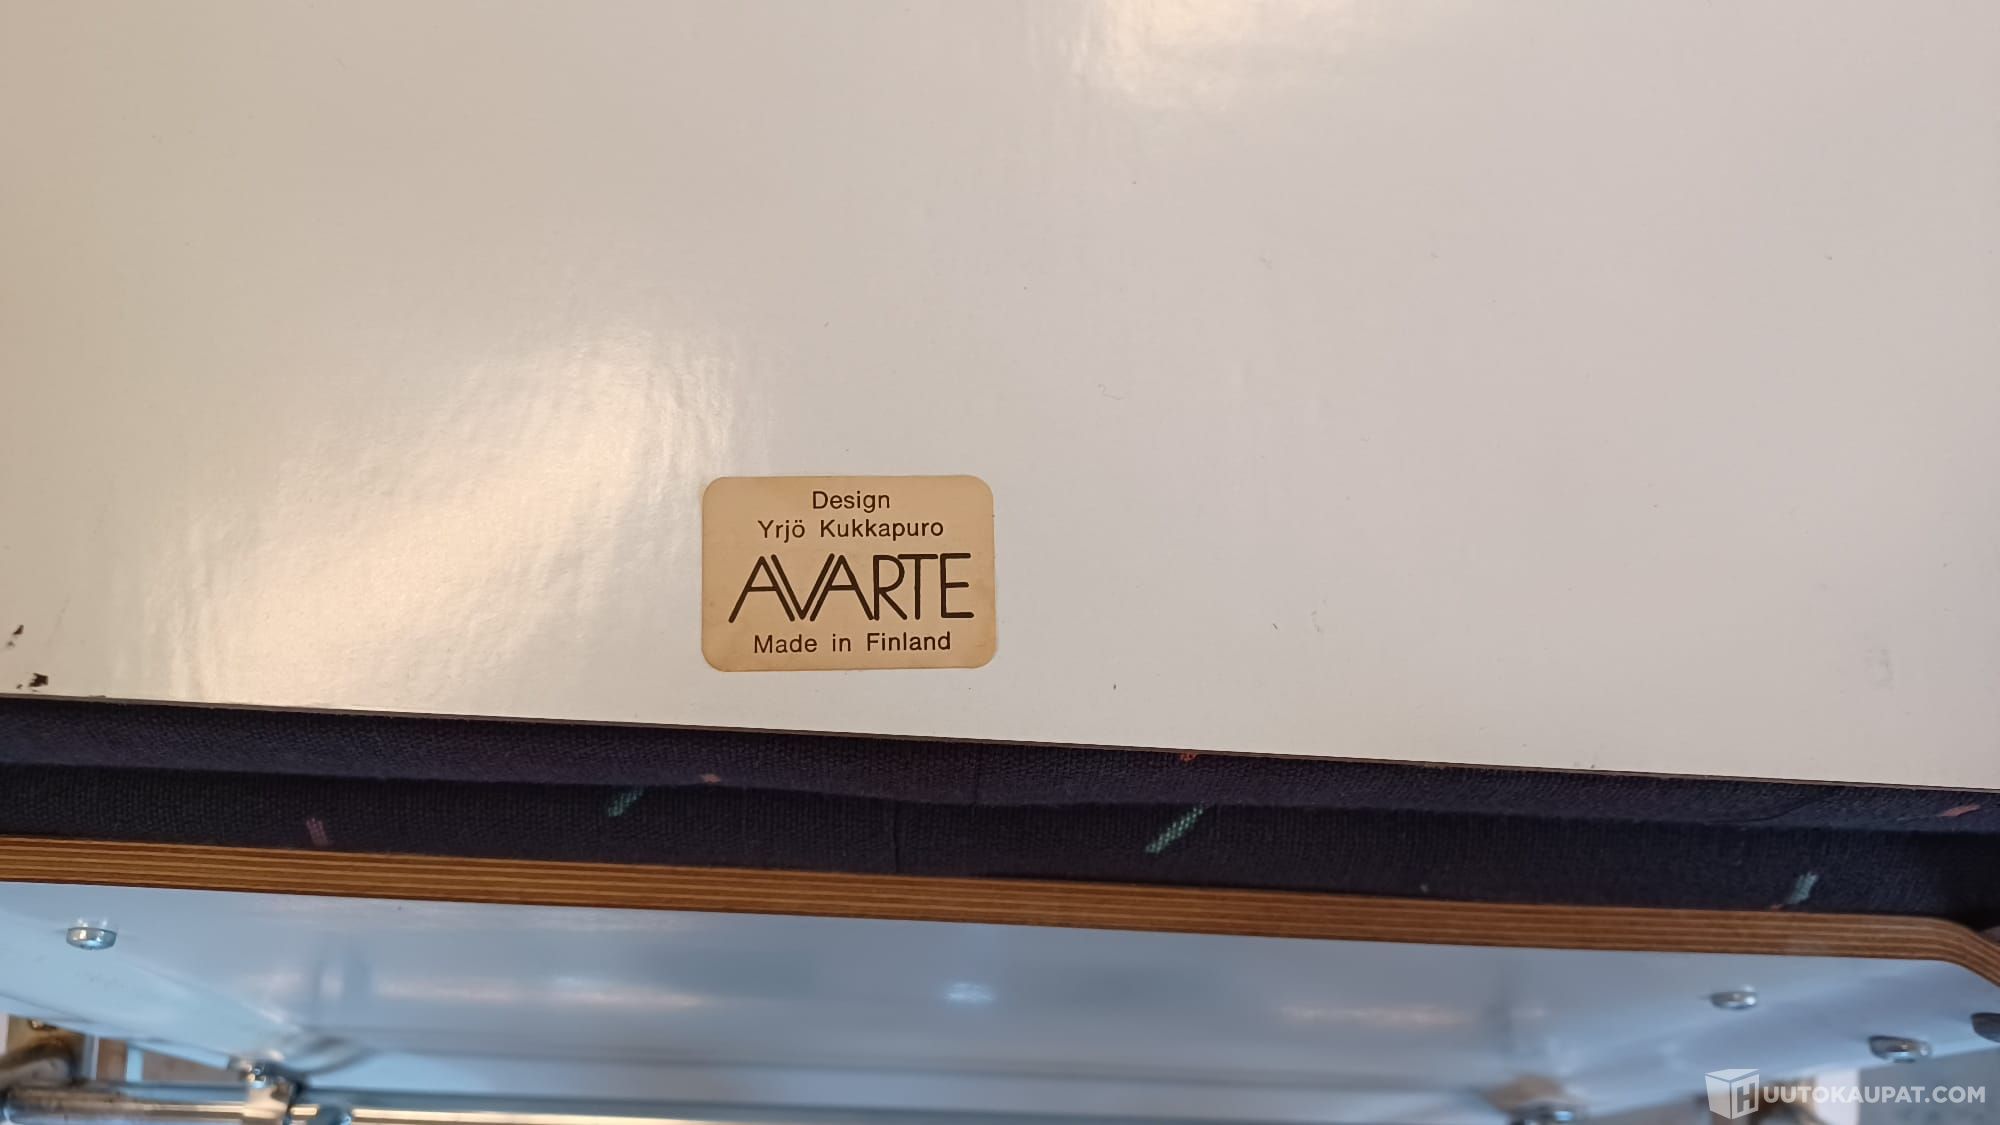 Design
Yrjö Kukkapuro
AVARTE
Made in Finland
HUUTOKAUPAT.COM